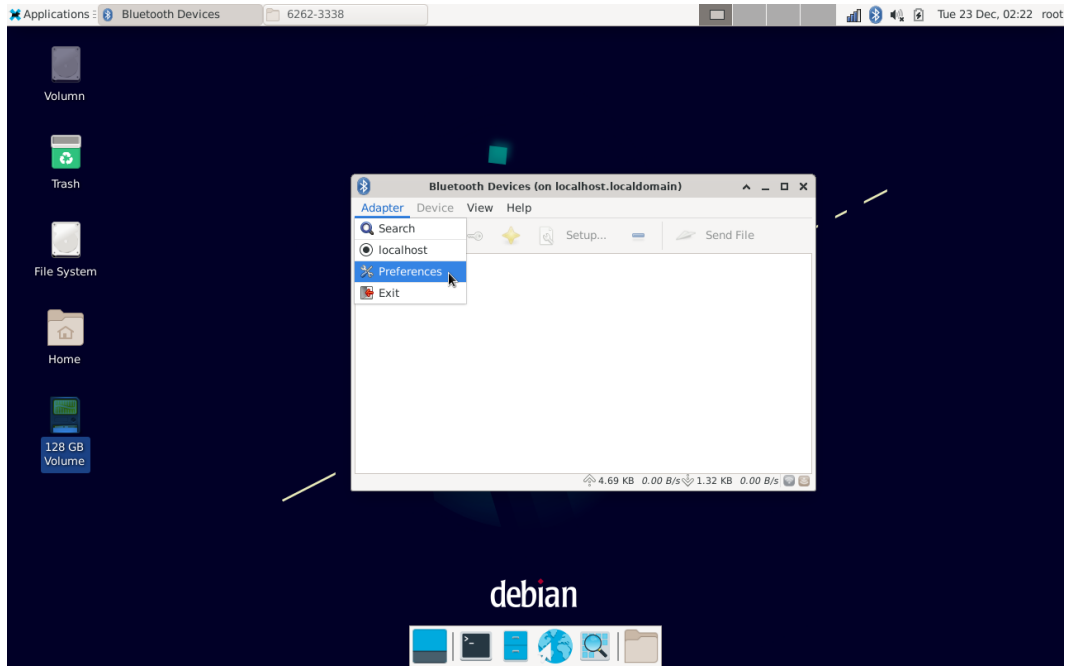 Applications :
Bluetooth Devices
6262-3338
Tue 23 Dec, 02:22
root
Volumn
Trash
File System
Home
128 GB
Volume
Bluetooth Devices (on localhost.localdomain)
Adapter Device View Help
Search
localhost
Preferences
Exit
Setup...
Send File
4.69 KB 0.00 B/s 1.32 KB 0.00 B/s
debian